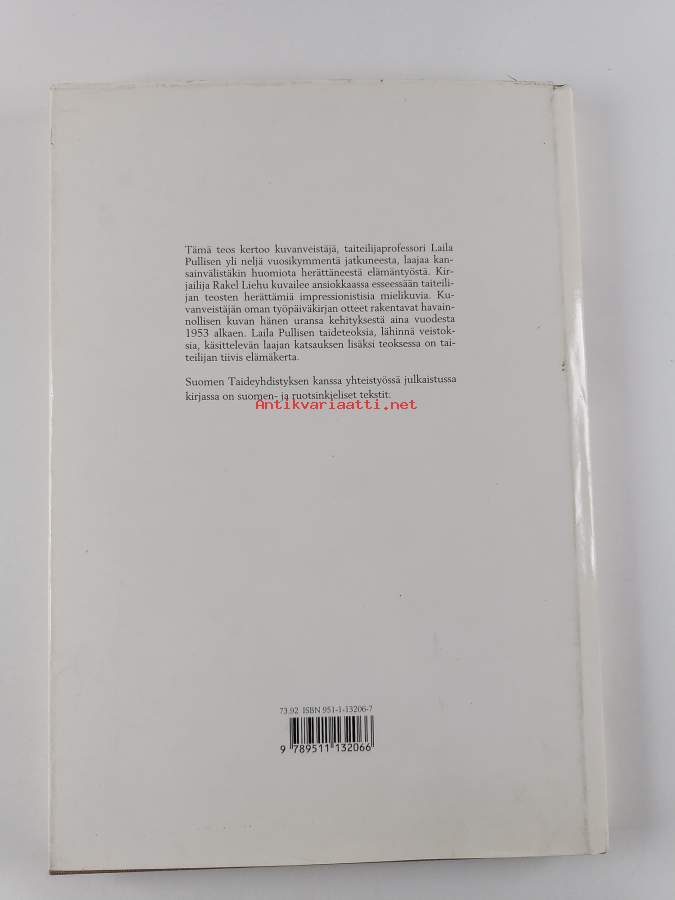 Tämä teos kertoo kuvanveistäjä, taiteilijaprofessori Laila
Pullisen yli neljä vuosikymmentä jatkuneesta, laajaa kan-
sainvälistäkin huomiota herättäneestä elämäntyöstä. Kir-
jailija Rakel Liehu kuvailee ansiokkaassa esseessään taiteili-
jan teosten herättämiä impressionistisia mielikuvia. Ku-
vanveistäjän oman työpäiväkirjan otteet rakentavat havain-
nollisen kuvan hänen uransa kehityksestä aina vuodesta
1953 alkaen. Laila Pullisen taideteoksia, lähinnä veistok-
sia, käsittelevän laajan katsauksen lisäksi teoksessa on tai-
teilijan tiivis elämäkerta.
Suomen Taideyhdistyksen kanssa yhteistyössä julkaistussa
kirjassa on suomen- ja ruotsinkieliset tekstit.
Antikvariaatti.net
73.92 ISBN 951-1-13206-7
9 789511 132066